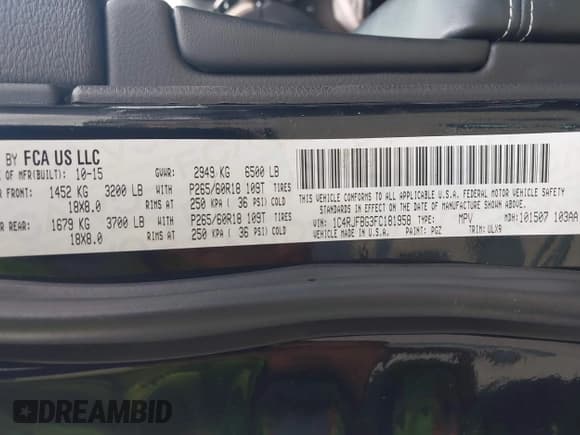 BY FCA US LLC
OF MFR(BUILT): 10-15 GVWR: 2949 KG 6500 LB
FRONT: 1452 KG 3200 LB WITH P265/60R18 109T TIRES
18X8.0 RIMS AT 250 KPA ( 36 PSI) COLD
REAR: 1679 KG 3700 LB WITH P265/60R18 109T TIRES
18X8.0 RIMS AT 250 KPA ( 36 PSI) COLD
THIS VEHICLE CONFORMS TO ALL APPLICABLE U.S.A. FEDERAL MOTOR VEHICLE SAFETY
STANDARDS IN EFFECT ON THE DATE OF MANUFACTURE SHOWN ABOVE.
VIN: 1C4RJFBG3FC181958 TYPE: MPV MDH:101507 103AA
VEHICLE MADE IN U.S.A. PAINT: PGZ TRIM: ULX9
DREAMBID